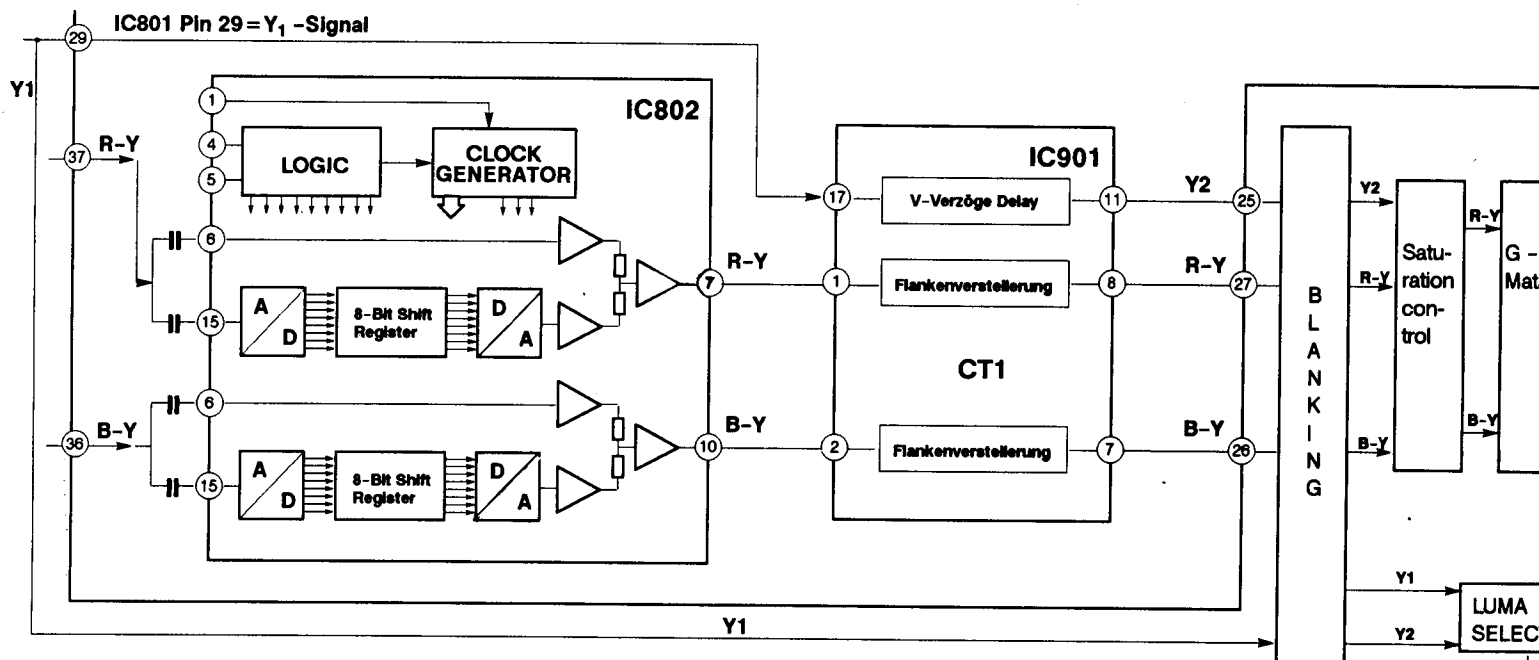 29 IC801 Pin 29 = Y1 -Signal
Y1
1
IC802
4
5
LOGIC
CLOCK
GENERATOR
37 R-Y
6
15
A
D
8-Bit Shift
Register
D
A
7 R-Y
36 B-Y
6
15
A
D
8-Bit Shift
Register
D
A
10 B-Y
IC901
17 V-Verzöge Delay 11 Y2 25
1 Flankenversteilerung 8 R-Y 27
CT1
2 Flankenversteilerung 7 B-Y 26
BLANKING
Y2
R-Y
B-Y
Satu-
ration
con-
trol
R-Y
B-Y
G -
Mat
Y1
Y1
Y2
LUMA
SELEC